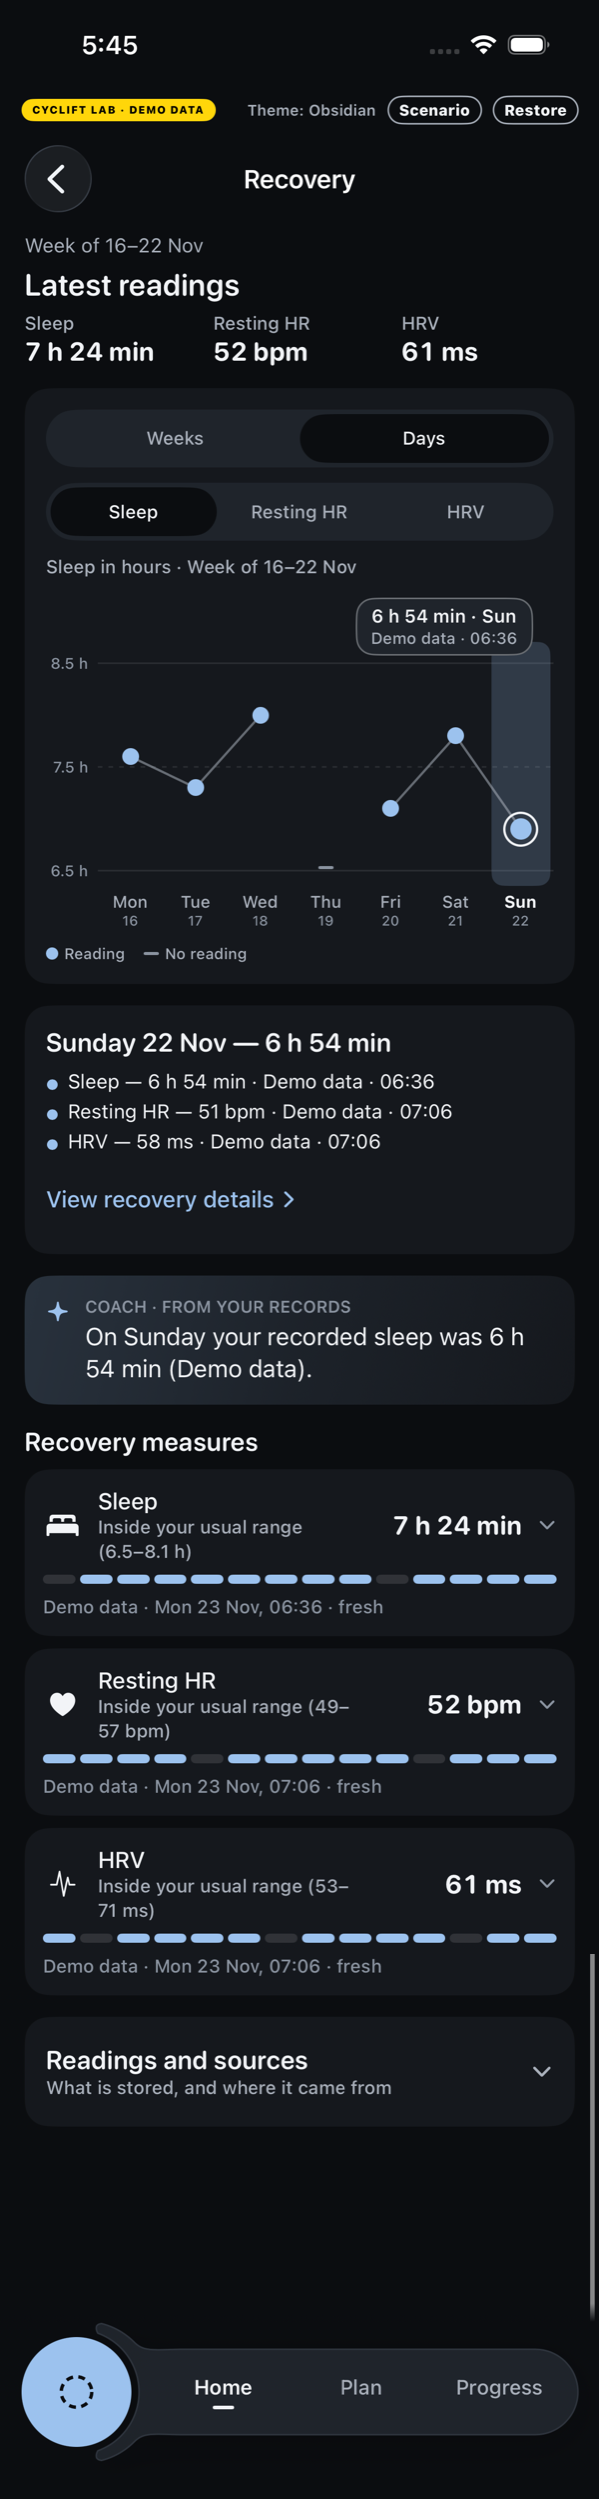 5:45
CYCLIFT LAB · DEMO DATA
Theme: Obsidian
Scenario
Restore
Recovery
Week of 16–22 Nov
Latest readings
Sleep
Resting HR
HRV
7 h 24 min
52 bpm
61 ms
Weeks
Days
Sleep
Resting HR
HRV
Sleep in hours · Week of 16–22 Nov
6 h 54 min · Sun
Demo data · 06:36
8.5 h
7.5 h
6.5 h
Mon
Tue
Wed
Thu
Fri
Sat
Sun
16
17
18
19
20
21
22
Reading
No reading
Sunday 22 Nov — 6 h 54 min
Sleep — 6 h 54 min · Demo data · 06:36
Resting HR — 51 bpm · Demo data · 07:06
HRV — 58 ms · Demo data · 07:06
View recovery details
COACH · FROM YOUR RECORDS
On Sunday your recorded sleep was 6 h
54 min (Demo data).
Recovery measures
Sleep
Inside your usual range
(6.5–8.1 h)
7 h 24 min
Demo data · Mon 23 Nov, 06:36 · fresh
Resting HR
Inside your usual range (49–
57 bpm)
52 bpm
Demo data · Mon 23 Nov, 07:06 · fresh
HRV
Inside your usual range (53–
71 ms)
61 ms
Demo data · Mon 23 Nov, 07:06 · fresh
Readings and sources
What is stored, and where it came from
Home
Plan
Progress